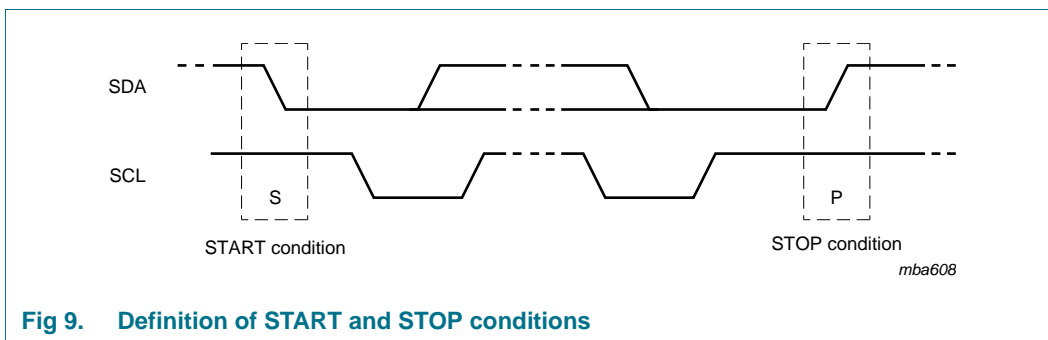 SDA
SCL
S
P
START condition
STOP condition
mba608
Fig 9. Definition of START and STOP conditions